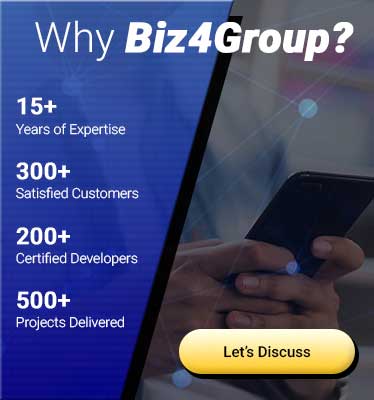 Why Biz4Group?
15+
Years of Expertise
300+
Satisfied Customers
200+
Certified Developers
500+
Projects Delivered
Let's Discuss